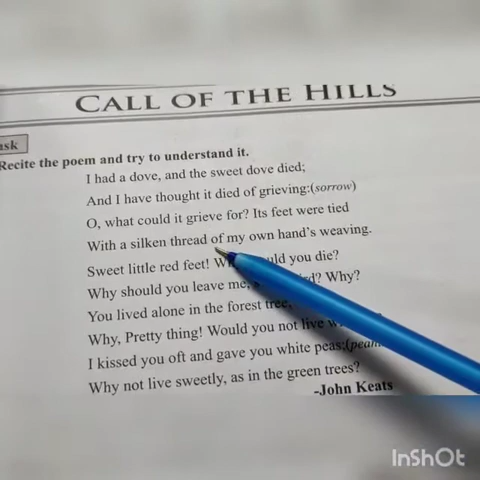 CALL OF THE HILLS
ask
Recite the poem and try to understand it.
I had a dove, and the sweet dove died;
And I have thought it died of grieving:(sorrow)
O, what could it grieve for? Its feet were tied
With a silken thread of my own hand's weaving.
Sweet little red feet! would you die?
Why should you leave me, Why?
You lived alone in the forest tree,
Why, Pretty thing! Would you not live
I kissed you oft and gave you white peas;
Why not live sweetly, as in the green trees?
-John Keats
InShOt